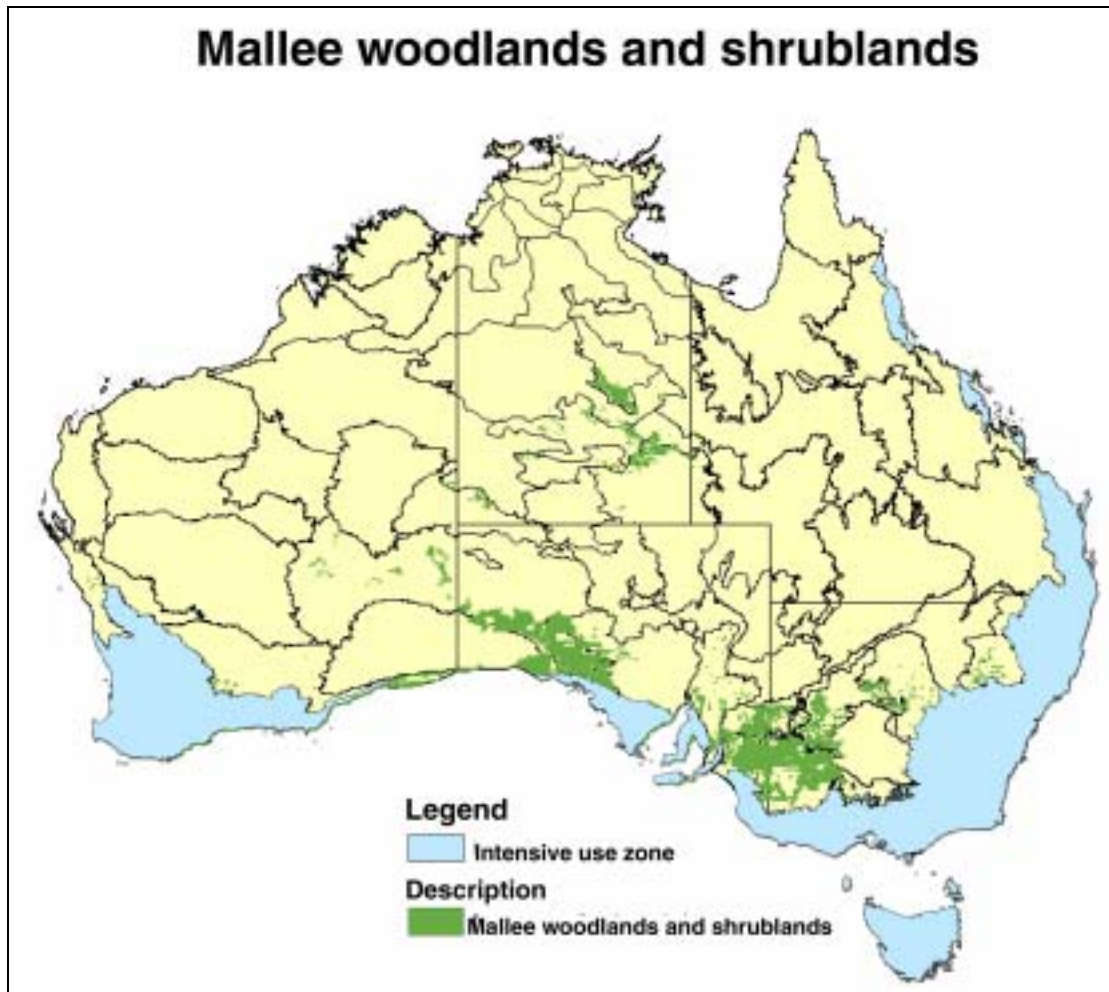 Mallee woodlands and shrublands
Legend
Intensive use zone
Description
Mallee woodlands and shrublands